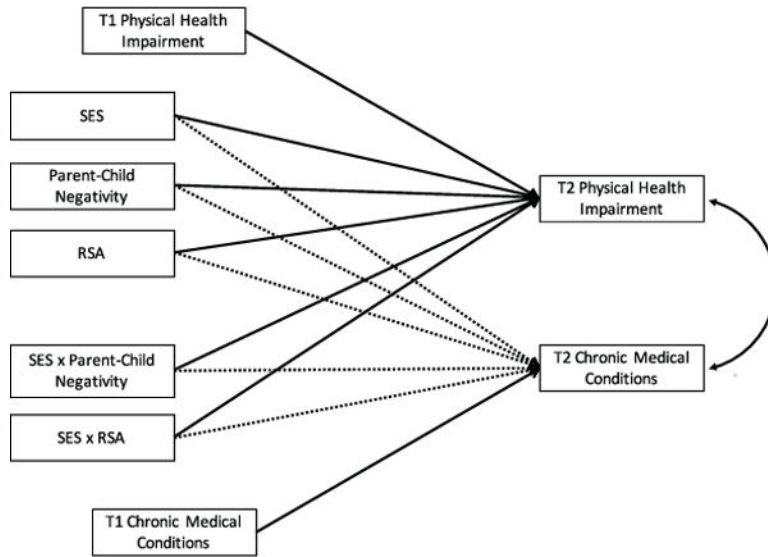 T1 Physical Health
Impairment
SES
Parent-Child
Negativity
RSA
SES x Parent-Child
Negativity
SES x RSA
T1 Chronic Medical
Conditions
T2 Physical Health
Impairment
T2 Chronic Medical
Conditions